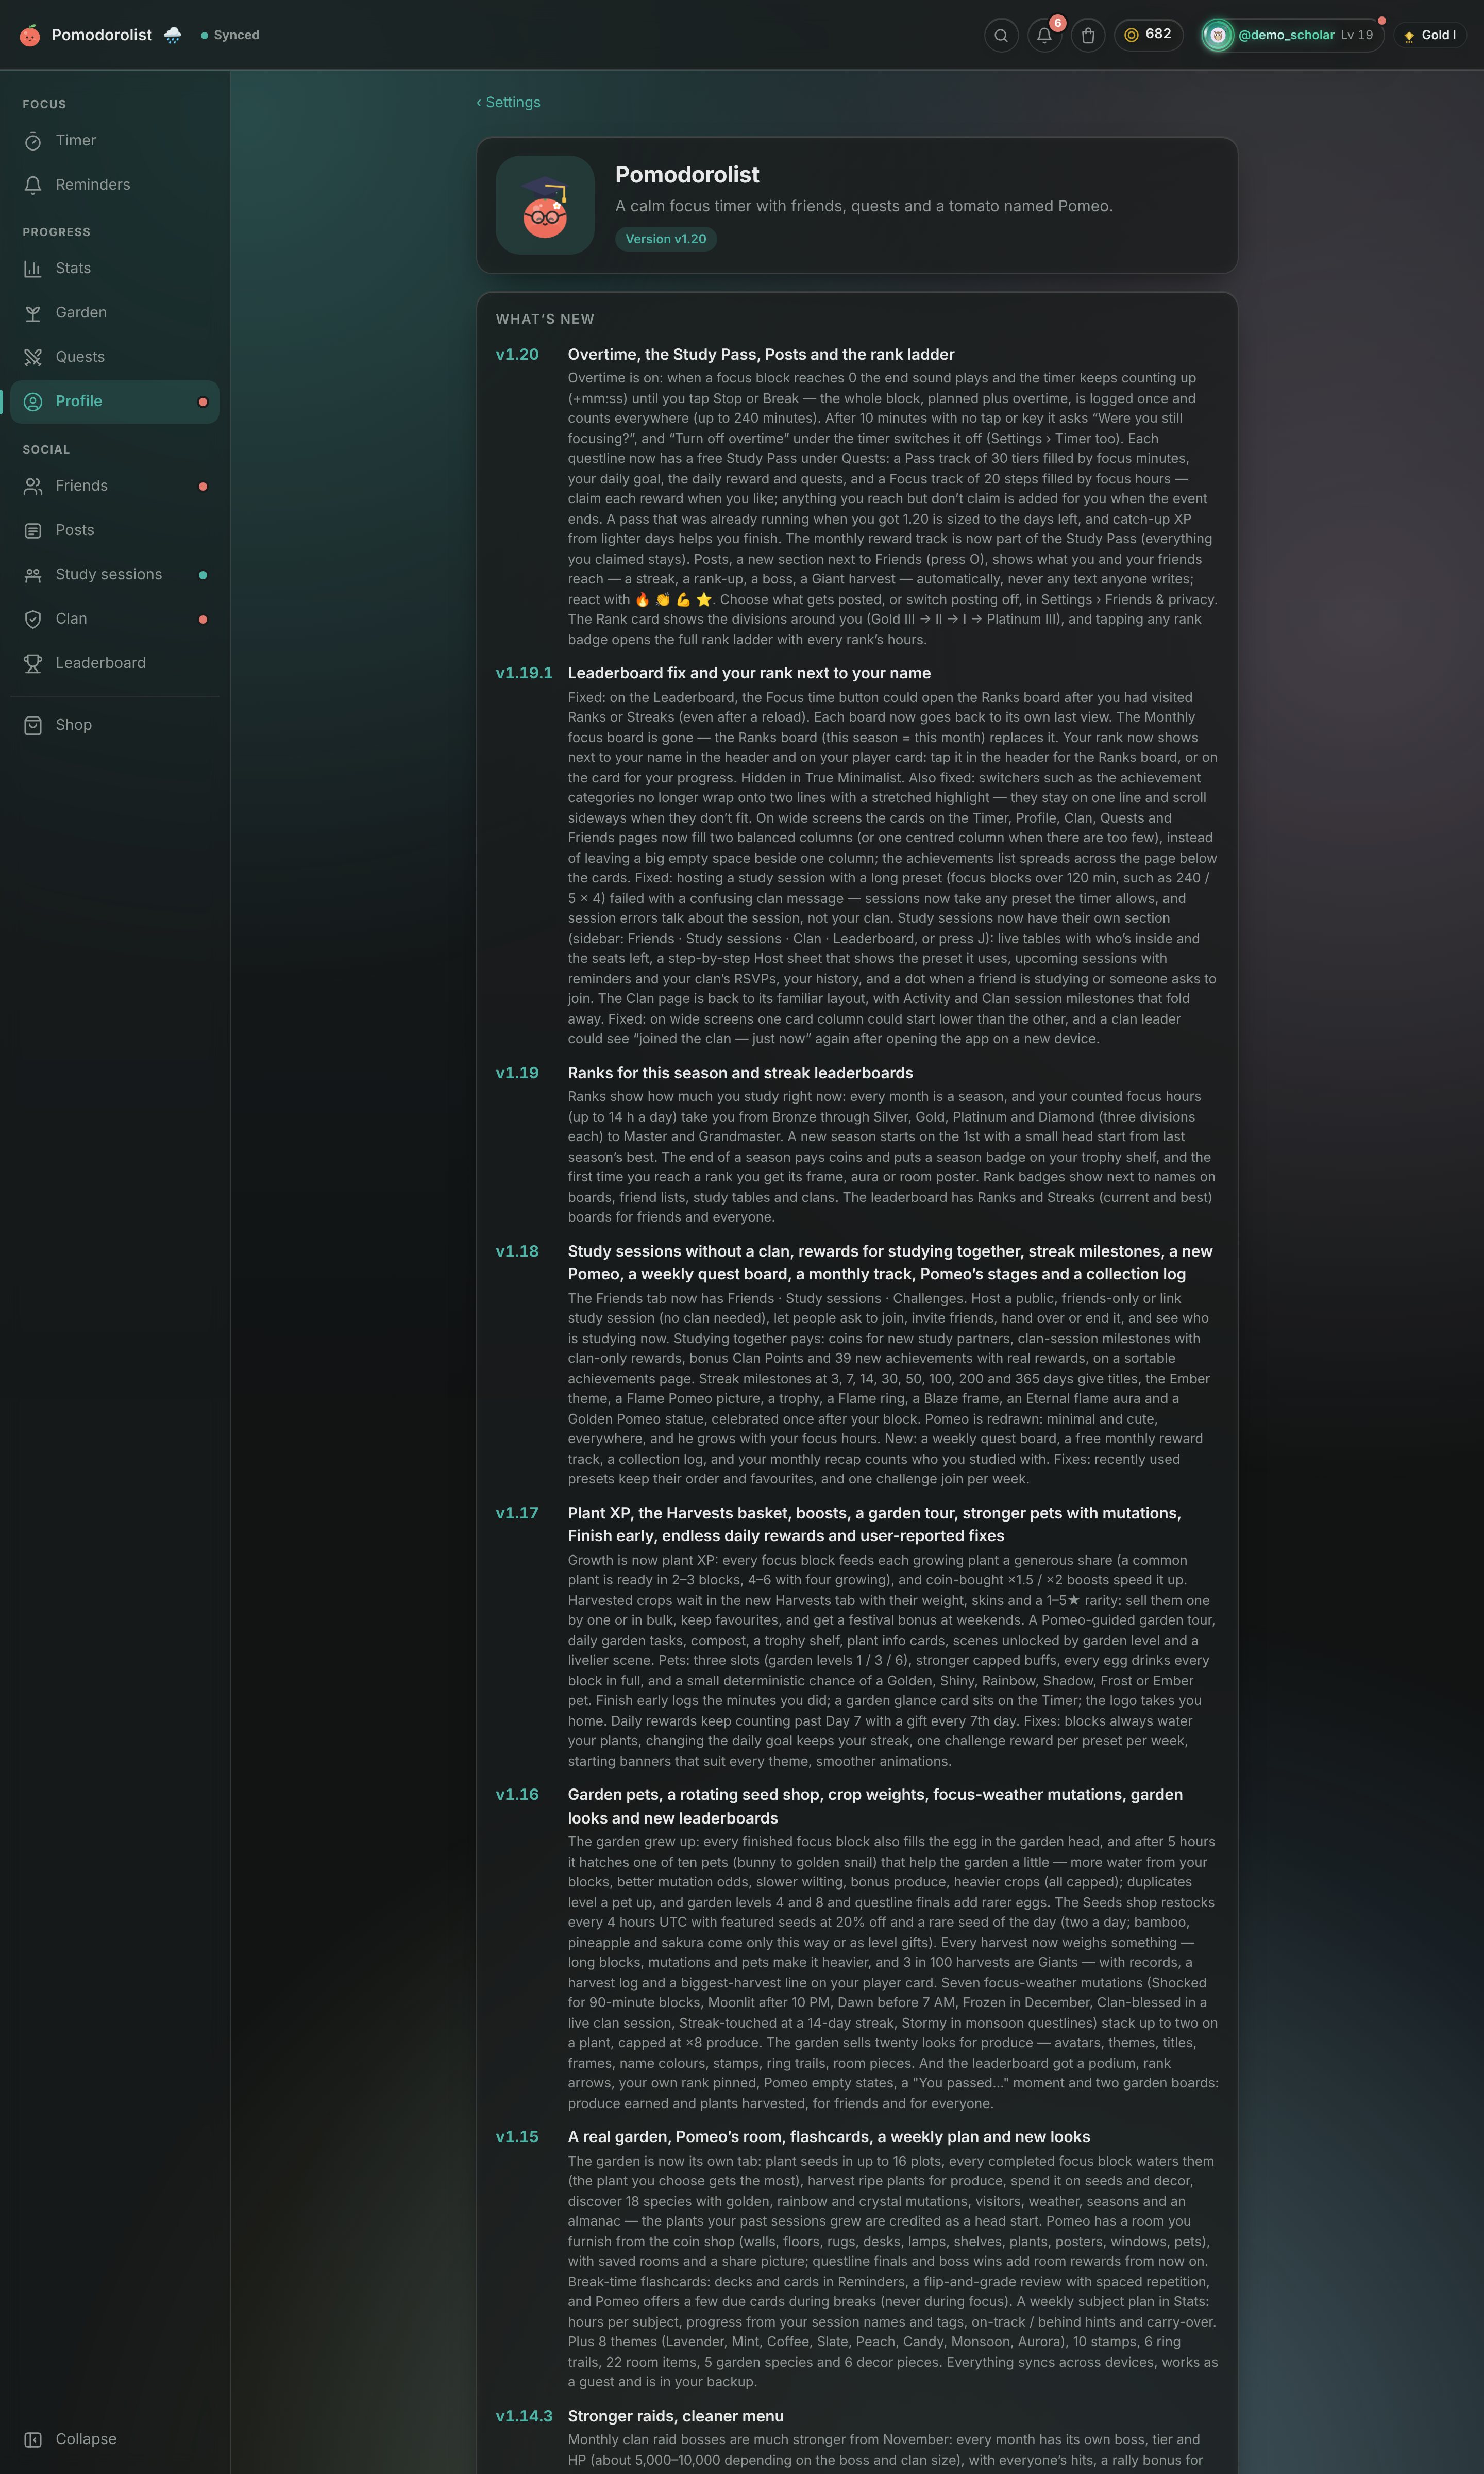 Pomodorolist
Synced
6
682
@demo_scholar Lv 19
Gold I
FOCUS
Timer
Reminders
PROGRESS
Stats
Garden
Quests
Profile
SOCIAL
Friends
Posts
Study sessions
Clan
Leaderboard
Shop
Collapse
‹ Settings
Pomodorolist
A calm focus timer with friends, quests and a tomato named Pomeo.
Version v1.20
WHAT’S NEW
v1.20 Overtime, the Study Pass, Posts and the rank ladder
Overtime is on: when a focus block reaches 0 the end sound plays and the timer keeps counting up
(+mm:ss) until you tap Stop or Break — the whole block, planned plus overtime, is logged once and
counts everywhere (up to 240 minutes). After 10 minutes with no tap or key it asks “Were you still
focusing?”, and “Turn off overtime” under the timer switches it off (Settings › Timer too). Each
questline now has a free Study Pass under Quests: a Pass track of 30 tiers filled by focus minutes,
your daily goal, the daily reward and quests, and a Focus track of 20 steps filled by focus hours —
claim each reward when you like; anything you reach but don’t claim is added for you when the event
ends. A pass that was already running when you got 1.20 is sized to the days left, and catch-up XP
from lighter days helps you finish. The monthly reward track is now part of the Study Pass (everything
you claimed stays). Posts, a new section next to Friends (press O), shows what you and your friends
reach — a streak, a rank-up, a boss, a Giant harvest — automatically, never any text anyone writes;
react with 🔥 👏 💪 ⭐. Choose what gets posted, or switch posting off, in Settings › Friends & privacy.
The Rank card shows the divisions around you (Gold III → II → I → Platinum III), and tapping any rank
badge opens the full rank ladder with every rank’s hours.
v1.19.1 Leaderboard fix and your rank next to your name
Fixed: on the Leaderboard, the Focus time button could open the Ranks board after you had visited
Ranks or Streaks (even after a reload). Each board now goes back to its own last view. The Monthly
focus board is gone — the Ranks board (this season = this month) replaces it. Your rank now shows
next to your name in the header and on your player card: tap it in the header for the Ranks board, or on
the card for your progress. Hidden in True Minimalist. Also fixed: switchers such as the achievement
categories no longer wrap onto two lines with a stretched highlight — they stay on one line and scroll
sideways when they don’t fit. On wide screens the cards on the Timer, Profile, Clan, Quests and
Friends pages now fill two balanced columns (or one centred column when there are too few), instead
of leaving a big empty space beside one column; the achievements list spreads across the page below
the cards. Fixed: hosting a study session with a long preset (focus blocks over 120 min, such as 240 /
5 × 4) failed with a confusing clan message — sessions now take any preset the timer allows, and
session errors talk about the session, not your clan. Study sessions now have their own section
(sidebar: Friends · Study sessions · Clan · Leaderboard, or press J): live tables with who’s inside and
the seats left, a step-by-step Host sheet that shows the preset it uses, upcoming sessions with
reminders and your clan’s RSVPs, your history, and a dot when a friend is studying or someone asks to
join. The Clan page is back to its familiar layout, with Activity and Clan session milestones that fold
away. Fixed: on wide screens one card column could start lower than the other, and a clan leader
could see “joined the clan — just now” again after opening the app on a new device.
v1.19 Ranks for this season and streak leaderboards
Ranks show how much you study right now: every month is a season, and your counted focus hours
(up to 14 h a day) take you from Bronze through Silver, Gold, Platinum and Diamond (three divisions
each) to Master and Grandmaster. A new season starts on the 1st with a small head start from last
season’s best. The end of a season pays coins and puts a season badge on your trophy shelf, and the
first time you reach a rank you get its frame, aura or room poster. Rank badges show next to names on
boards, friend lists, study tables and clans. The leaderboard has Ranks and Streaks (current and best)
boards for friends and everyone.
v1.18 Study sessions without a clan, rewards for studying together, streak milestones, a new
Pomeo, a weekly quest board, a monthly track, Pomeo’s stages and a collection log
The Friends tab now has Friends · Study sessions · Challenges. Host a public, friends-only or link
study session (no clan needed), let people ask to join, invite friends, hand over or end it, and see who
is studying now. Studying together pays: coins for new study partners, clan-session milestones with
clan-only rewards, bonus Clan Points and 39 new achievements with real rewards, on a sortable
achievements page. Streak milestones at 3, 7, 14, 30, 50, 100, 200 and 365 days give titles, the Ember
theme, a Flame Pomeo picture, a trophy, a Flame ring, a Blaze frame, an Eternal flame aura and a
Golden Pomeo statue, celebrated once after your block. Pomeo is redrawn: minimal and cute,
everywhere, and he grows with your focus hours. New: a weekly quest board, a free monthly reward
track, a collection log, and your monthly recap counts who you studied with. Fixes: recently used
presets keep their order and favourites, and one challenge join per week.
v1.17 Plant XP, the Harvests basket, boosts, a garden tour, stronger pets with mutations,
Finish early, endless daily rewards and user-reported fixes
Growth is now plant XP: every focus block feeds each growing plant a generous share (a common
plant is ready in 2–3 blocks, 4–6 with four growing), and coin-bought ×1.5 / ×2 boosts speed it up.
Harvested crops wait in the new Harvests tab with their weight, skins and a 1–5★ rarity: sell them one
by one or in bulk, keep favourites, and get a festival bonus at weekends. A Pomeo-guided garden tour,
daily garden tasks, compost, a trophy shelf, plant info cards, scenes unlocked by garden level and a
livelier scene. Pets: three slots (garden levels 1 / 3 / 6), stronger capped buffs, every egg drinks every
block in full, and a small deterministic chance of a Golden, Shiny, Rainbow, Shadow, Frost or Ember
pet. Finish early logs the minutes you did; a garden glance card sits on the Timer; the logo takes you
home. Daily rewards keep counting past Day 7 with a gift every 7th day. Fixes: blocks always water
your plants, changing the daily goal keeps your streak, one challenge reward per preset per week,
starting banners that suit every theme, smoother animations.
v1.16 Garden pets, a rotating seed shop, crop weights, focus-weather mutations, garden
looks and new leaderboards
The garden grew up: every finished focus block also fills the egg in the garden head, and after 5 hours
it hatches one of ten pets (bunny to golden snail) that help the garden a little — more water from your
blocks, better mutation odds, slower wilting, bonus produce, heavier crops (all capped); duplicates
level a pet up, and garden levels 4 and 8 and questline finals add rarer eggs. The Seeds shop restocks
every 4 hours UTC with featured seeds at 20% off and a rare seed of the day (two a day; bamboo,
pineapple and sakura come only this way or as level gifts). Every harvest now weighs something —
long blocks, mutations and pets make it heavier, and 3 in 100 harvests are Giants — with records, a
harvest log and a biggest-harvest line on your player card. Seven focus-weather mutations (Shocked
for 90-minute blocks, Moonlit after 10 PM, Dawn before 7 AM, Frozen in December, Clan-blessed in a
live clan session, Streak-touched at a 14-day streak, Stormy in monsoon questlines) stack up to two on
a plant, capped at ×8 produce. The garden sells twenty looks for produce — avatars, themes, titles,
frames, name colours, stamps, ring trails, room pieces. And the leaderboard got a podium, rank
arrows, your own rank pinned, Pomeo empty states, a "You passed…" moment and two garden boards:
produce earned and plants harvested, for friends and for everyone.
v1.15 A real garden, Pomeo’s room, flashcards, a weekly plan and new looks
The garden is now its own tab: plant seeds in up to 16 plots, every completed focus block waters them
(the plant you choose gets the most), harvest ripe plants for produce, spend it on seeds and decor,
discover 18 species with golden, rainbow and crystal mutations, visitors, weather, seasons and an
almanac — the plants your past sessions grew are credited as a head start. Pomeo has a room you
furnish from the coin shop (walls, floors, rugs, desks, lamps, shelves, plants, posters, windows, pets),
with saved rooms and a share picture; questline finals and boss wins add room rewards from now on.
Break-time flashcards: decks and cards in Reminders, a flip-and-grade review with spaced repetition,
and Pomeo offers a few due cards during breaks (never during focus). A weekly subject plan in Stats:
hours per subject, progress from your session names and tags, on-track / behind hints and carry-over.
Plus 8 themes (Lavender, Mint, Coffee, Slate, Peach, Candy, Monsoon, Aurora), 10 stamps, 6 ring
trails, 22 room items, 5 garden species and 6 decor pieces. Everything syncs across devices, works as
a guest and is in your backup.
v1.14.3 Stronger raids, cleaner menu
Monthly clan raid bosses are much stronger from November: every month has its own boss, tier and
HP (about 5,000–10,000 depending on the boss and clan size), with everyone’s hits, a rally bonus for